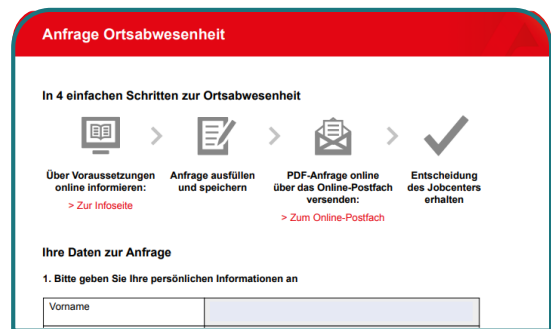 Anfrage Ortsabwesenheit
In 4 einfachen Schritten zur Ortsabwesenheit
Über Voraussetzungen
online informieren:
> Zur Infoseite
Anfrage ausfüllen
und speichern
PDF-Anfrage online
über das Online-Postfach
versenden:
> Zum Online-Postfach
Entscheidung
des Jobcenters
erhalten
Ihre Daten zur Anfrage
1. Bitte geben Sie Ihre persönlichen Informationen an
Vorname